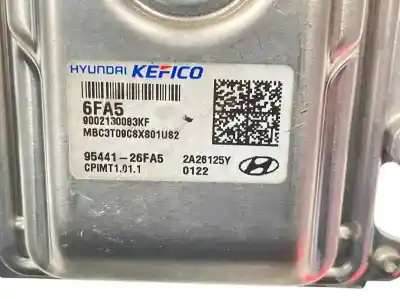 HYUNDAI KEFICO
6FA5
9002130083KF
MBC3T09C8X801U82
95441-26FA5 2A26125Y
CPIMT1.01.1 0122